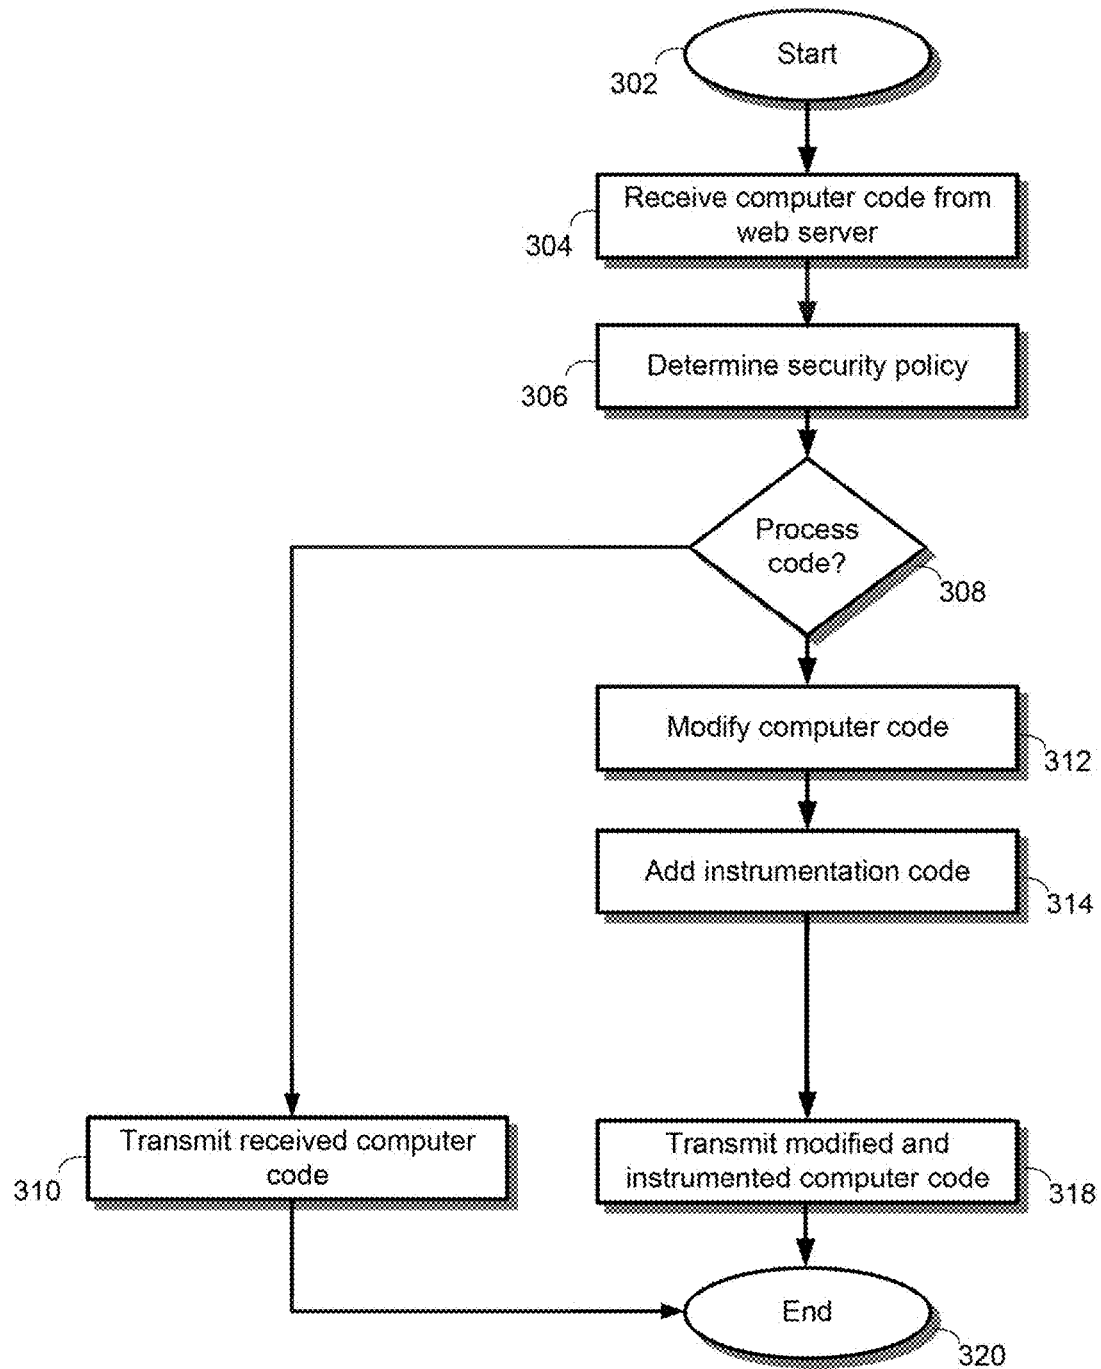 Start
302
Receive computer code from
web server
304
Determine security policy
306
Process
code?
308
Modify computer code
312
Add instrumentation code
314
Transmit received computer
code
310
Transmit modified and
instrumented computer code
318
End
320